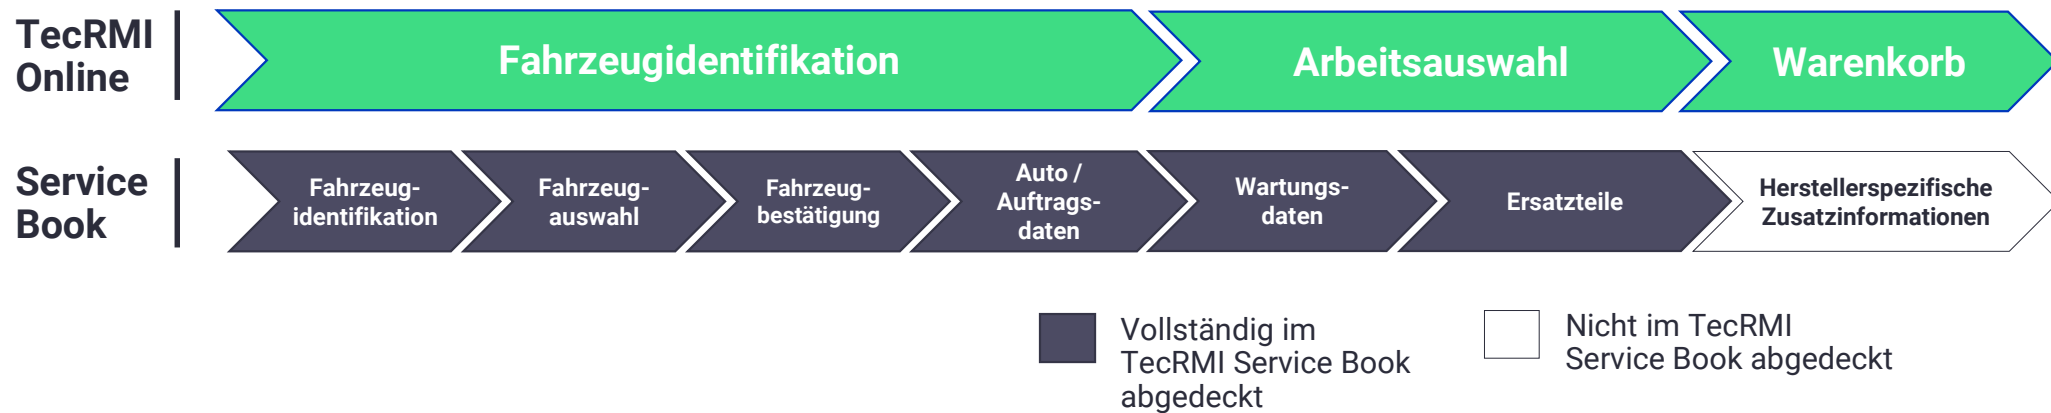 TecRMI
Online
Fahrzeugidentifikation
Arbeitsauswahl
Warenkorb
Service
Book
Fahrzeug-
identifikation
Fahrzeug-
auswahl
Fahrzeug-
bestätigung
Auto /
Auftrags-
daten
Wartungs-
daten
Ersatzteile
Herstellerspezifische
Zusatzinformationen
Vollständig im
TecRMI Service Book
abgedeckt
Nicht im TecRMI
Service Book abgedeckt